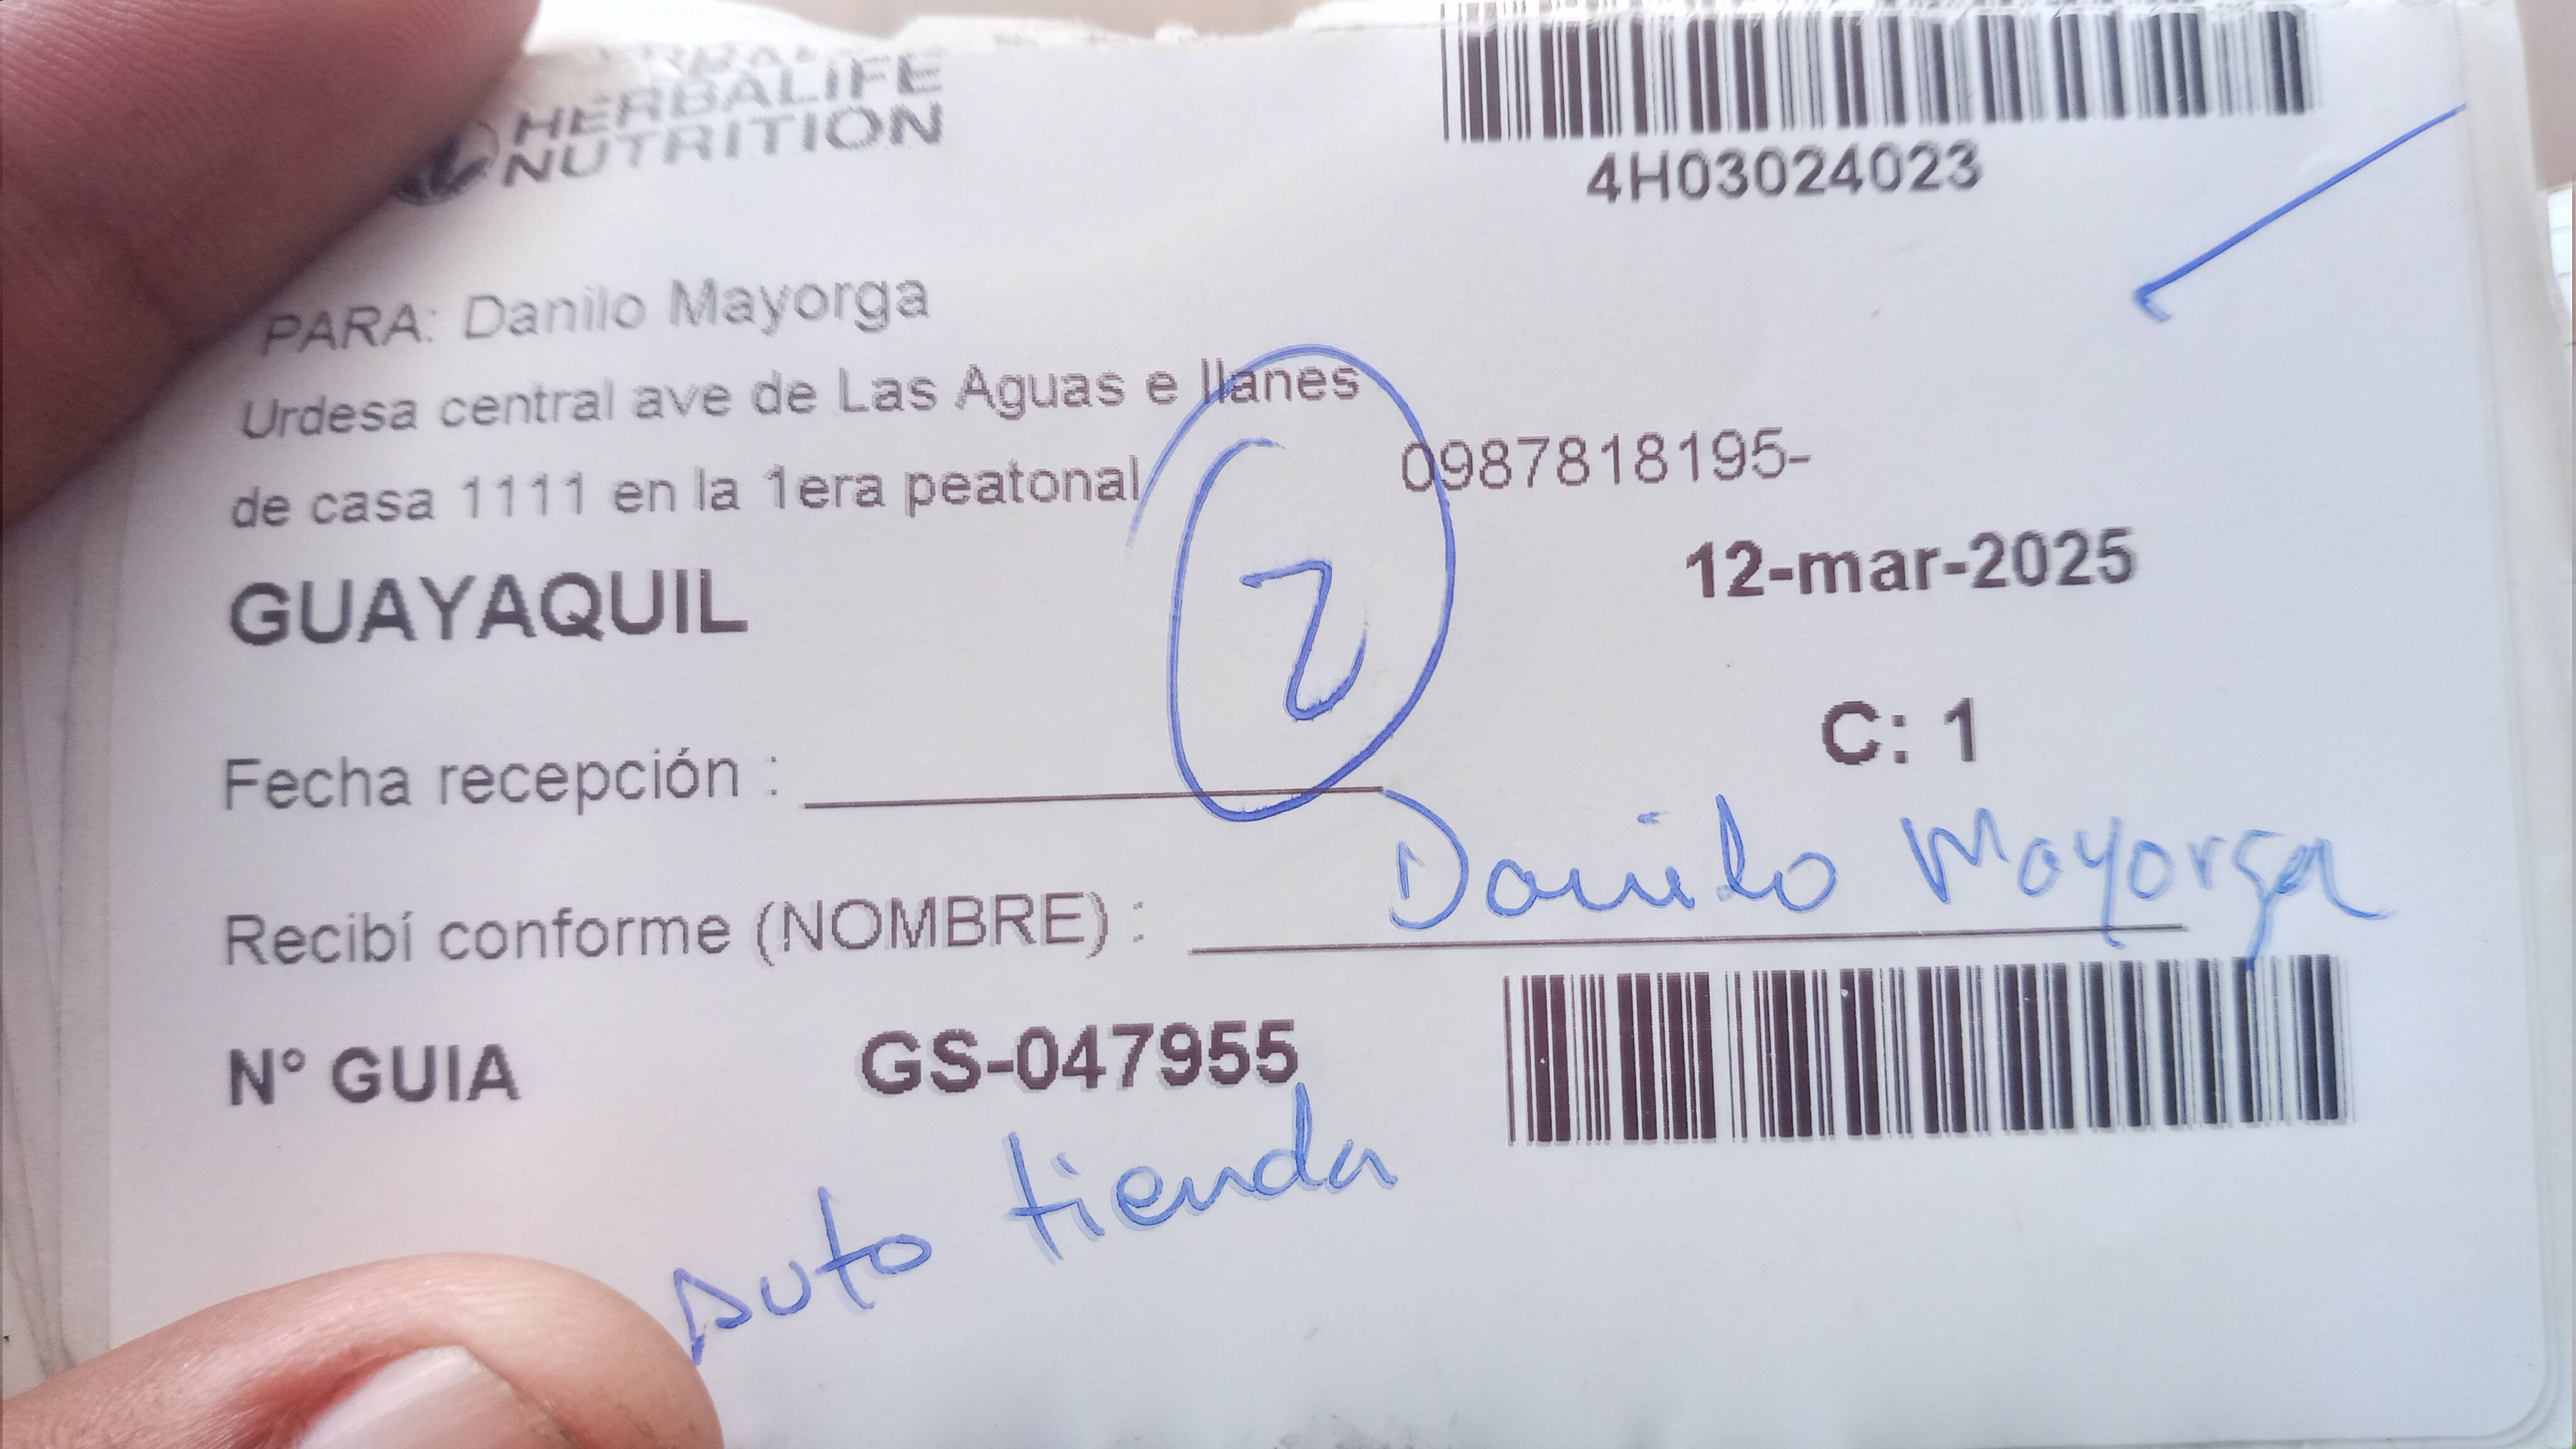 HERBALIFE
NUTRITION
4H03024023
PARA: Danilo Mayorga
Urdesa central ave de Las Aguas e Ilanes
de casa 1111 en la 1era peatonal
0987818195-
GUAYAQUIL
12-mar-2025
2
C: 1
Fecha recepción :
Recibí conforme (NOMBRE) : Danilo Mayorga
N° GUIA GS-047955
Auto tienda